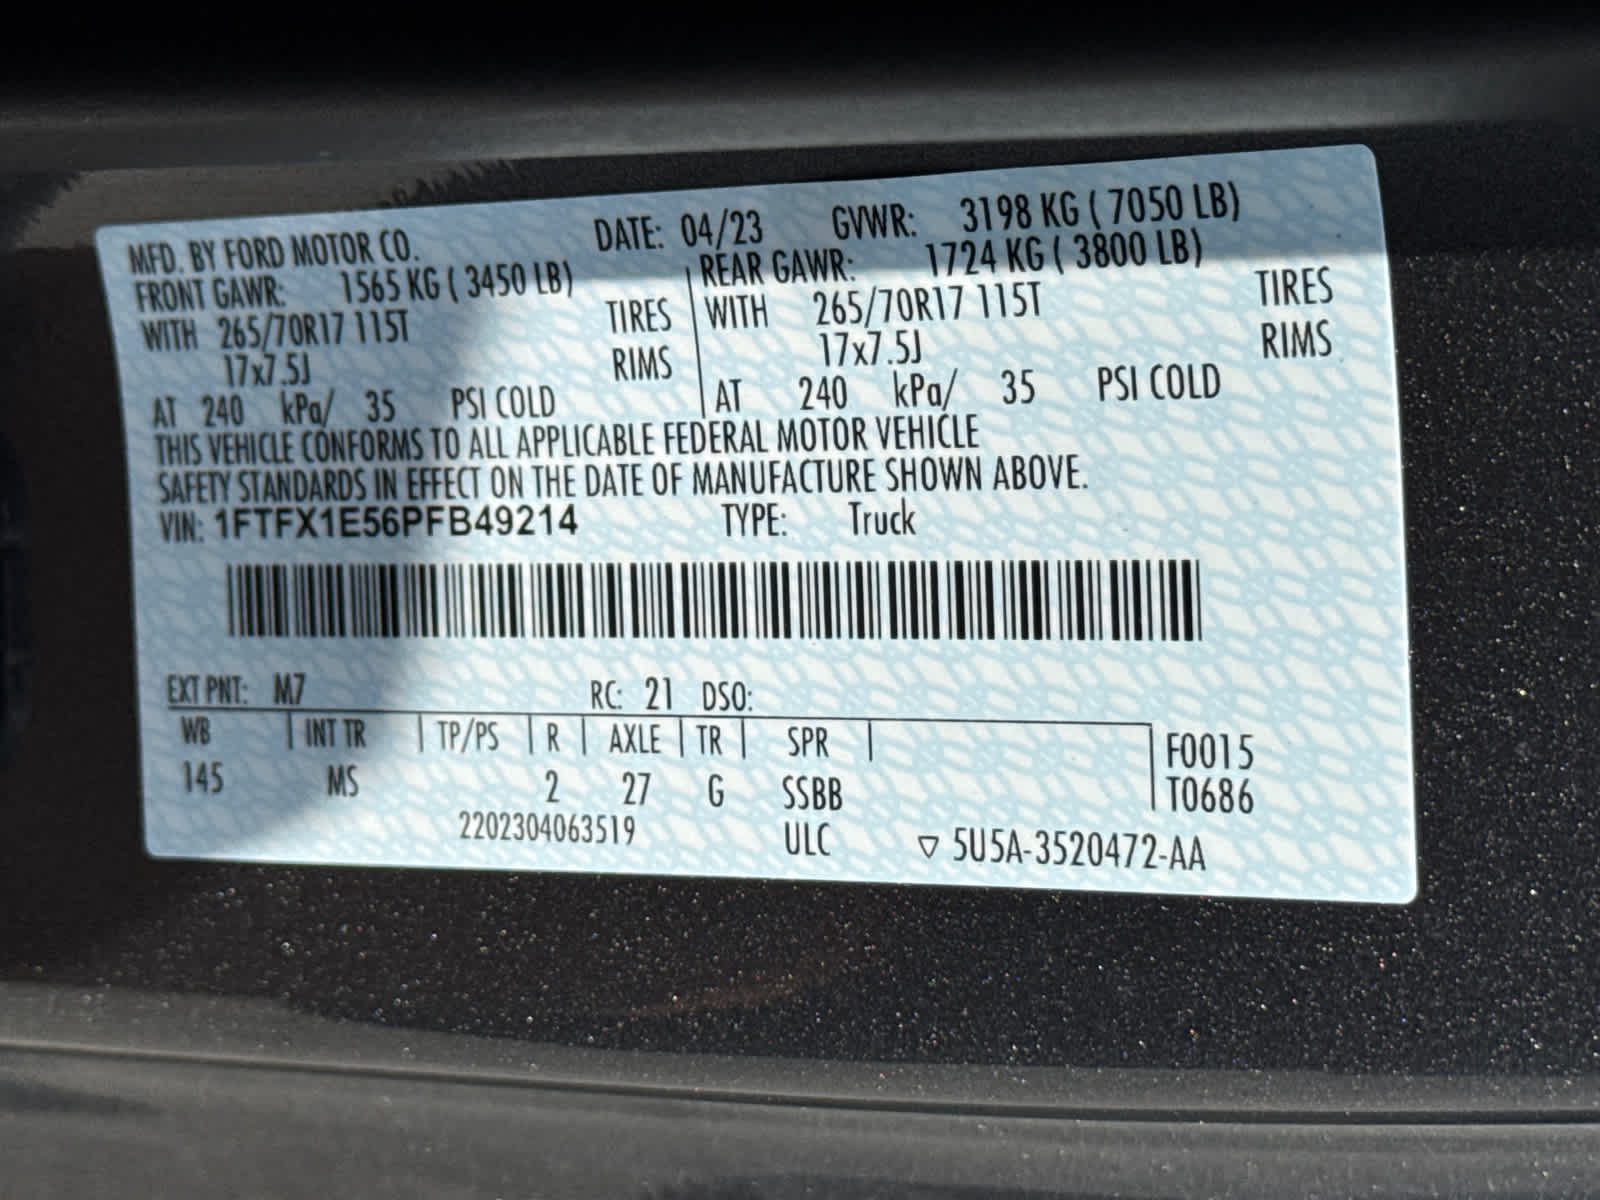 MFD. BY FORD MOTOR CO. DATE: 04/23 GVWR: 3198 KG ( 7050 LB)
FRONT GAWR: 1565 KG ( 3450 LB) REAR GAWR: 1724 KG ( 3800 LB)
WITH 265/70R17 115T TIRES WITH 265/70R17 115T TIRES
17x7.5J RIMS 17x7.5J RIMS
AT 240 kPa/ 35 PSI COLD AT 240 kPa/ 35 PSI COLD
THIS VEHICLE CONFORMS TO ALL APPLICABLE FEDERAL MOTOR VEHICLE
SAFETY STANDARDS IN EFFECT ON THE DATE OF MANUFACTURE SHOWN ABOVE.
VIN: 1FTFX1E56PFB49214 TYPE: Truck
EXT PNT: M7 RC: 21 DSO:
WB INT TR TP/PS R AXLE TR SPR F0015
145 MS 2 27 G SSBB T0686
2202304063519 ULC ▽ 5U5A-3520472-AA